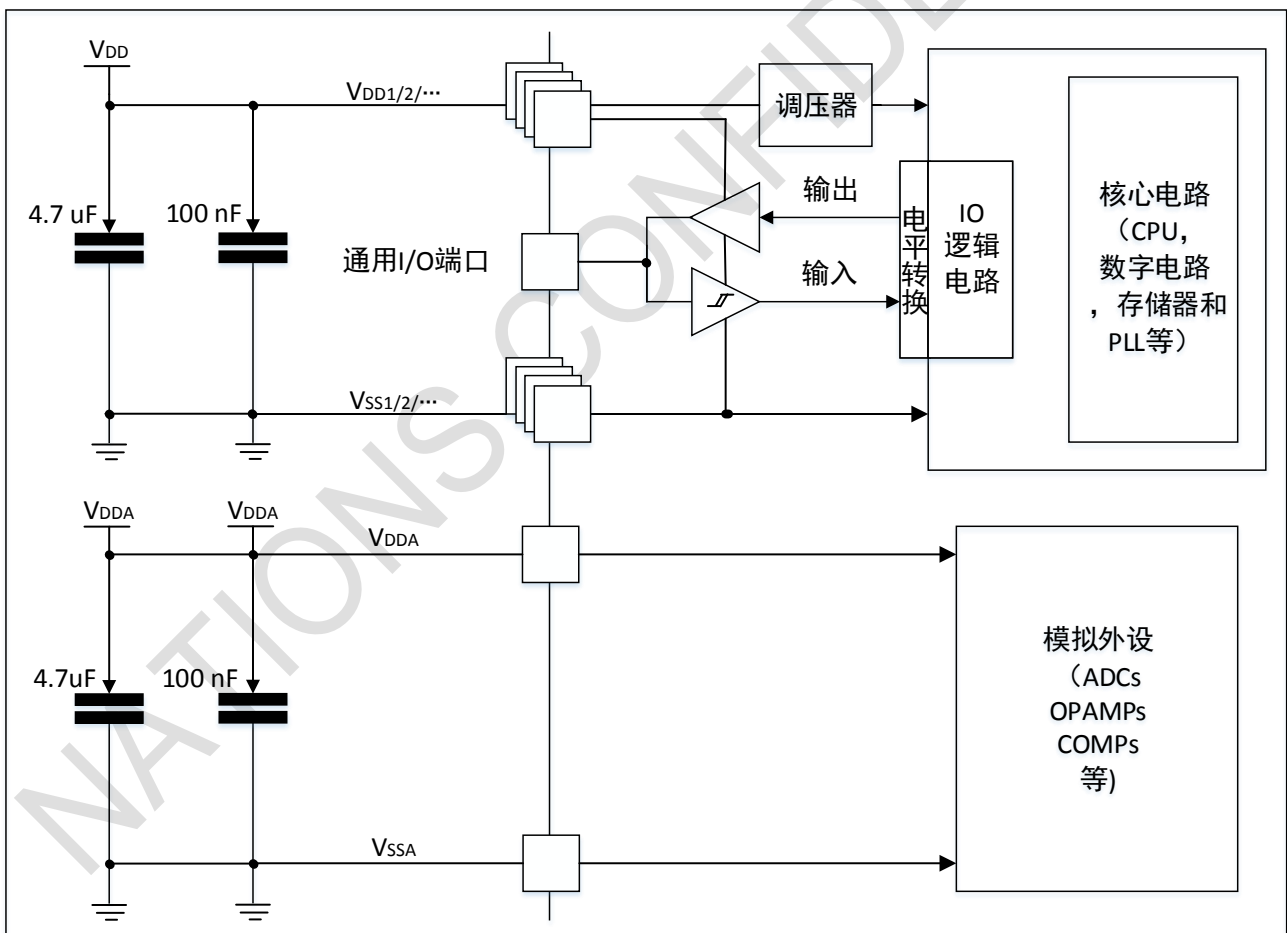 VDD
VDD1/2/…
调压器
4.7 uF
100 nF
通用I/O端口
输出
输入
电平转换
IO
逻辑
电路
核心电路
（CPU，
数字电路
，存储器和
PLL等）
VSS1/2/…
VDDA
VDDA
VDDA
4.7uF
100 nF
模拟外设
（ADCs
OPAMPs
COMPs
等)
VSSA
NATIONS CONFIDE